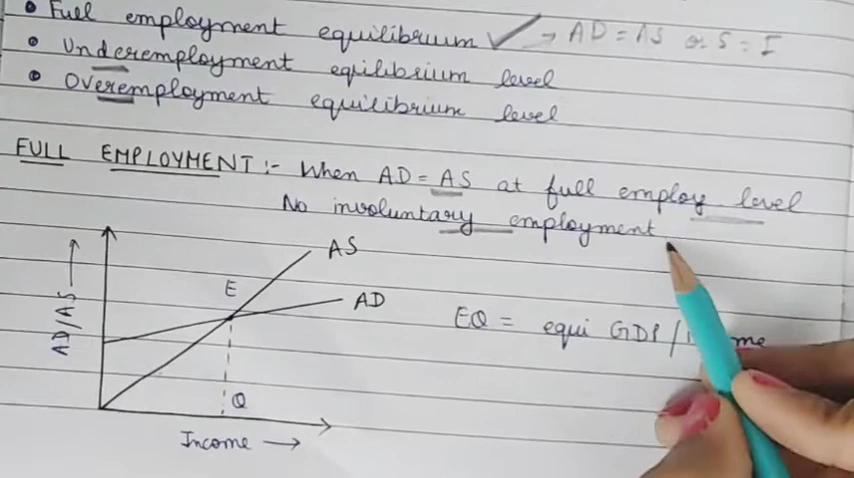 • Full employment equilibrium ✓ → AD = AS or S = I
• Underemployment equilibrium level
• Overemployment equilibrium level
FULL EMPLOYMENT :- When AD = AS at full employ level
No involuntary employment
AS
E
AD
AD/AS →
EQ = equi GDP/
Q
Income →